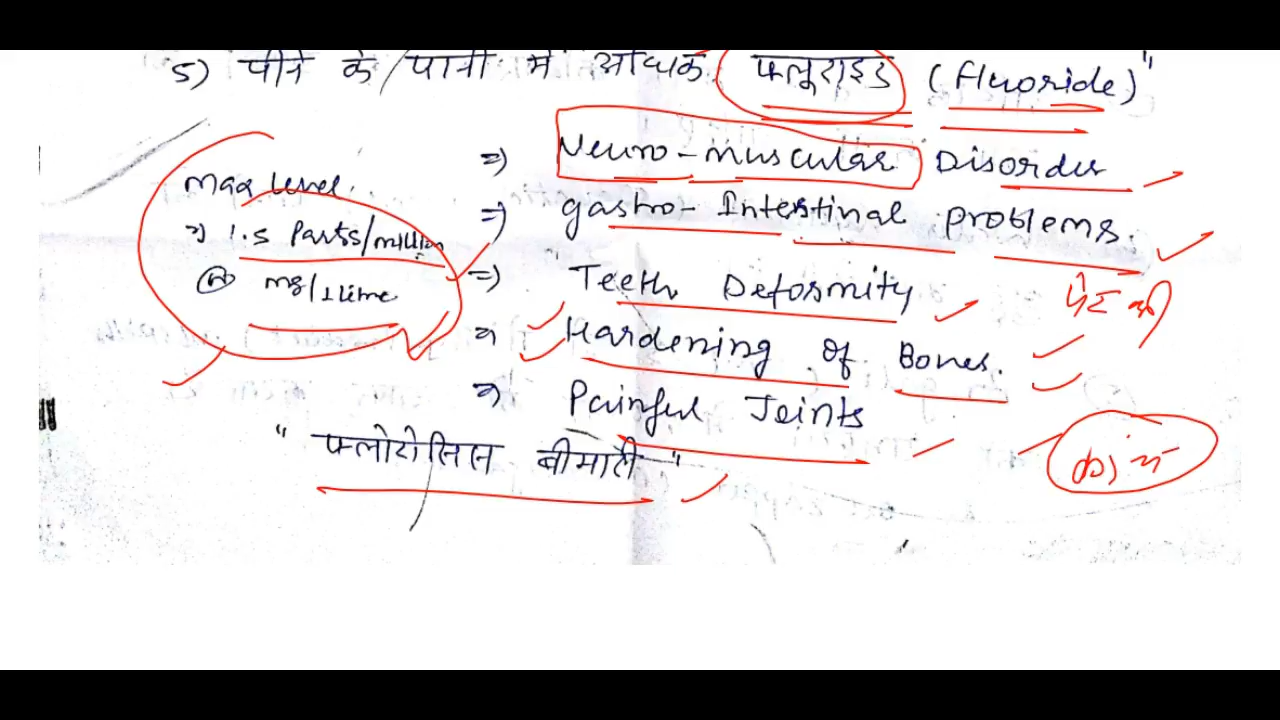 5) पीने के पानी में अधिक फ्लूराइड (Fluoride)"
=) Neuro-muscular Disorder
Max level.
=) gastro-Intestinal problems.
=) 1.5 Parts/million
mg/1 litre
=) Teeth Deformity
पेट की
=) Hardening of Bones.
=) Painful Joints
" फ्लोरोसिस बीमारी "